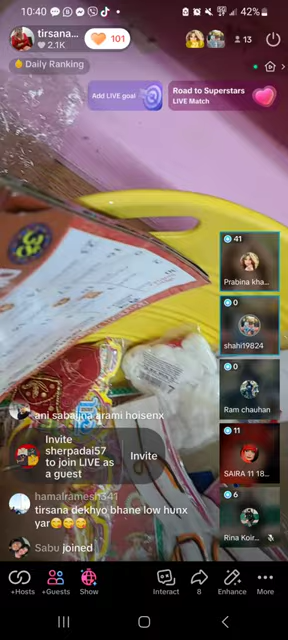 10:40
42%
tirsana...
2.1K
101
13
Daily Ranking
Add LIVE goal
Road to Superstars
LIVE Match
41
Prabina kha...
0
shahi19824
0
Ram chauhan
11
SAIRA 11 18...
6
Rina Koir...
ani sabaijna arami hoisenx
Invite
sherpadai57
to join LIVE as
a guest
Invite
hamalramesh341
tirsana dekhyo bhane low hunx
yar🥰🥰🥰
Sabu joined
+Hosts
+Guests
Show
Interact
8
Enhance
More